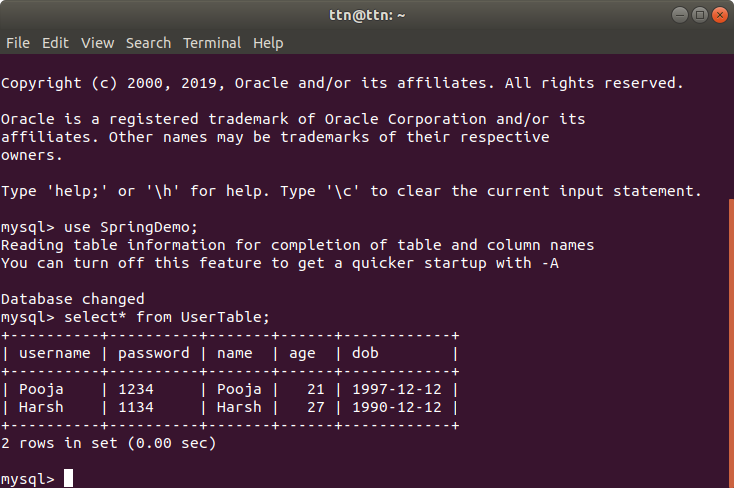 ttn@ttn: ~
File Edit View Search Terminal Help
Copyright (c) 2000, 2019, Oracle and/or its affiliates. All rights reserved.
Oracle is a registered trademark of Oracle Corporation and/or its
affiliates. Other names may be trademarks of their respective
owners.
Type 'help;' or '\h' for help. Type '\c' to clear the current input statement.
mysql> use SpringDemo;
Reading table information for completion of table and column names
You can turn off this feature to get a quicker startup with -A
Database changed
mysql> select* from UserTable;
+----------+----------+-------+------+------------+
| username | password | name  | age  | dob        |
+----------+----------+-------+------+------------+
| Pooja    | 1234     | Pooja |   21 | 1997-12-12 |
| Harsh    | 1134     | Harsh |   27 | 1990-12-12 |
+----------+----------+-------+------+------------+
2 rows in set (0.00 sec)
mysql>